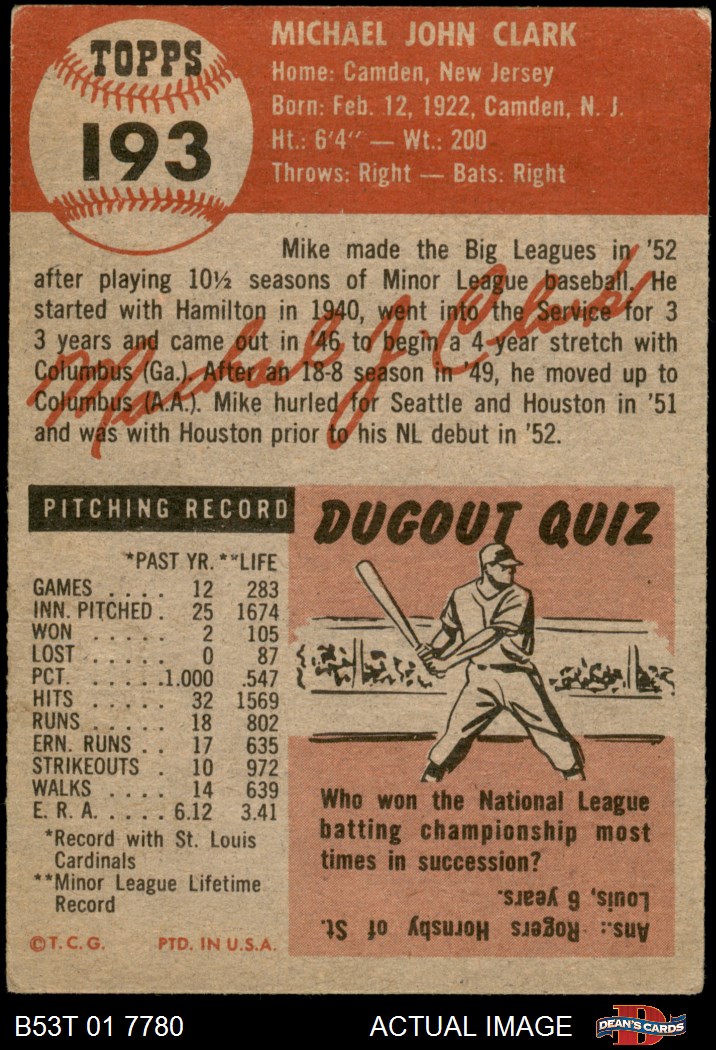 TOPPS
193
MICHAEL JOHN CLARK
Home: Camden, New Jersey
Born: Feb. 12, 1922, Camden, N. J.
Ht.: 6'4" — Wt.: 200
Throws: Right — Bats: Right
Mike made the Big Leagues in '52
after playing 10½ seasons of Minor League baseball. He
started with Hamilton in 1940, went into the Service for 3
3 years and came out in '46 to begin a 4-year stretch with
Columbus (Ga.). After an 18-8 season in '49, he moved up to
Columbus (A.A.). Mike hurled for Seattle and Houston in '51
and was with Houston prior to his NL debut in '52.
Michael J. Clark
PITCHING RECORD
*PAST YR. **LIFE
GAMES .... 12 283
INN. PITCHED . 25 1674
WON ..... 2 105
LOST ..... 0 87
PCT. .....1.000 .547
HITS ..... 32 1569
RUNS .... 18 802
ERN. RUNS .. 17 635
STRIKEOUTS . 10 972
WALKS .... 14 639
E. R. A. ..... 6.12 3.41
*Record with St. Louis
Cardinals
**Minor League Lifetime
Record
©T.C.G. PTD. IN U.S.A.
DUGOUT QUIZ
Who won the National League
batting championship most
times in succession?
Ans.: Rogers Hornsby of St.
Louis, 6 years.
B53T 01 7780 ACTUAL IMAGE
D
DEAN'S CARDS